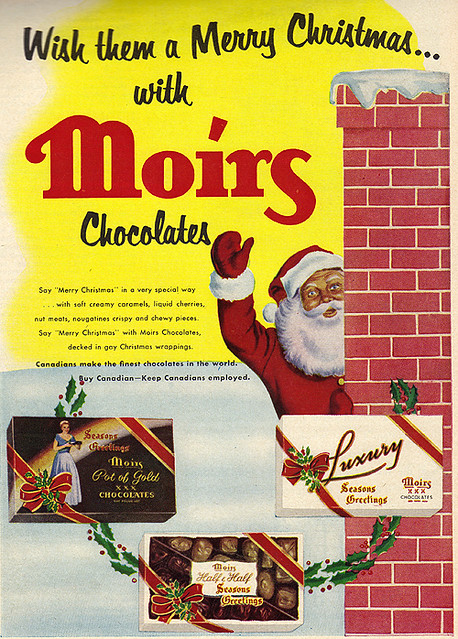 Wish them a Merry Christmas...
with
Moirs
Chocolates
Say "Merry Christmas" in a very special way
... with soft creamy caramels, liquid cherries,
nut meats, nougatines crispy and chewy pieces.
Say "Merry Christmas" with Moirs Chocolates,
decked in gay Christmas wrappings.
Canadians make the finest chocolates in the world.
Buy Canadian—Keep Canadians employed.
Seasons
Greetings
Moirs
Pot of Gold
XXX
CHOCOLATES
Luxury
Seasons
Greetings
Moirs
XXX
CHOCOLATES
Moirs
Half & Half
Seasons
Greetings